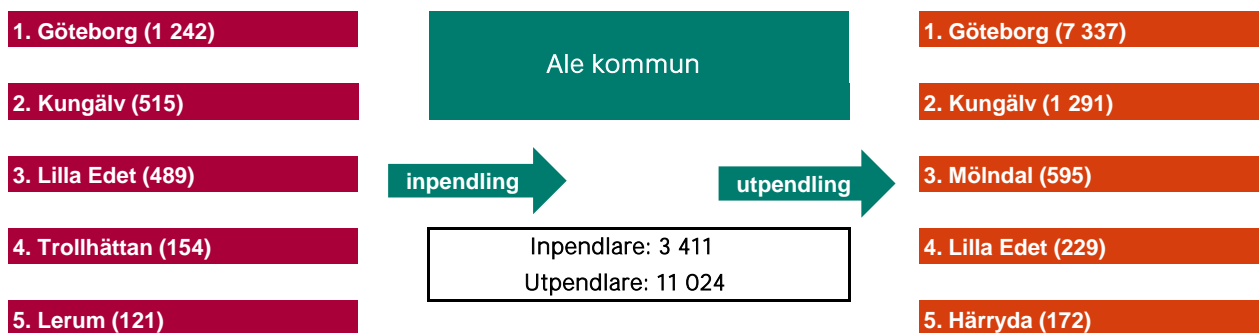 1. Göteborg (1 242)
2. Kungälv (515)
3. Lilla Edet (489)
4. Trollhättan (154)
5. Lerum (121)
Ale kommun
inpendling
utpendling
Inpendlare: 3 411
Utpendlare: 11 024
1. Göteborg (7 337)
2. Kungälv (1 291)
3. Mölndal (595)
4. Lilla Edet (229)
5. Härryda (172)